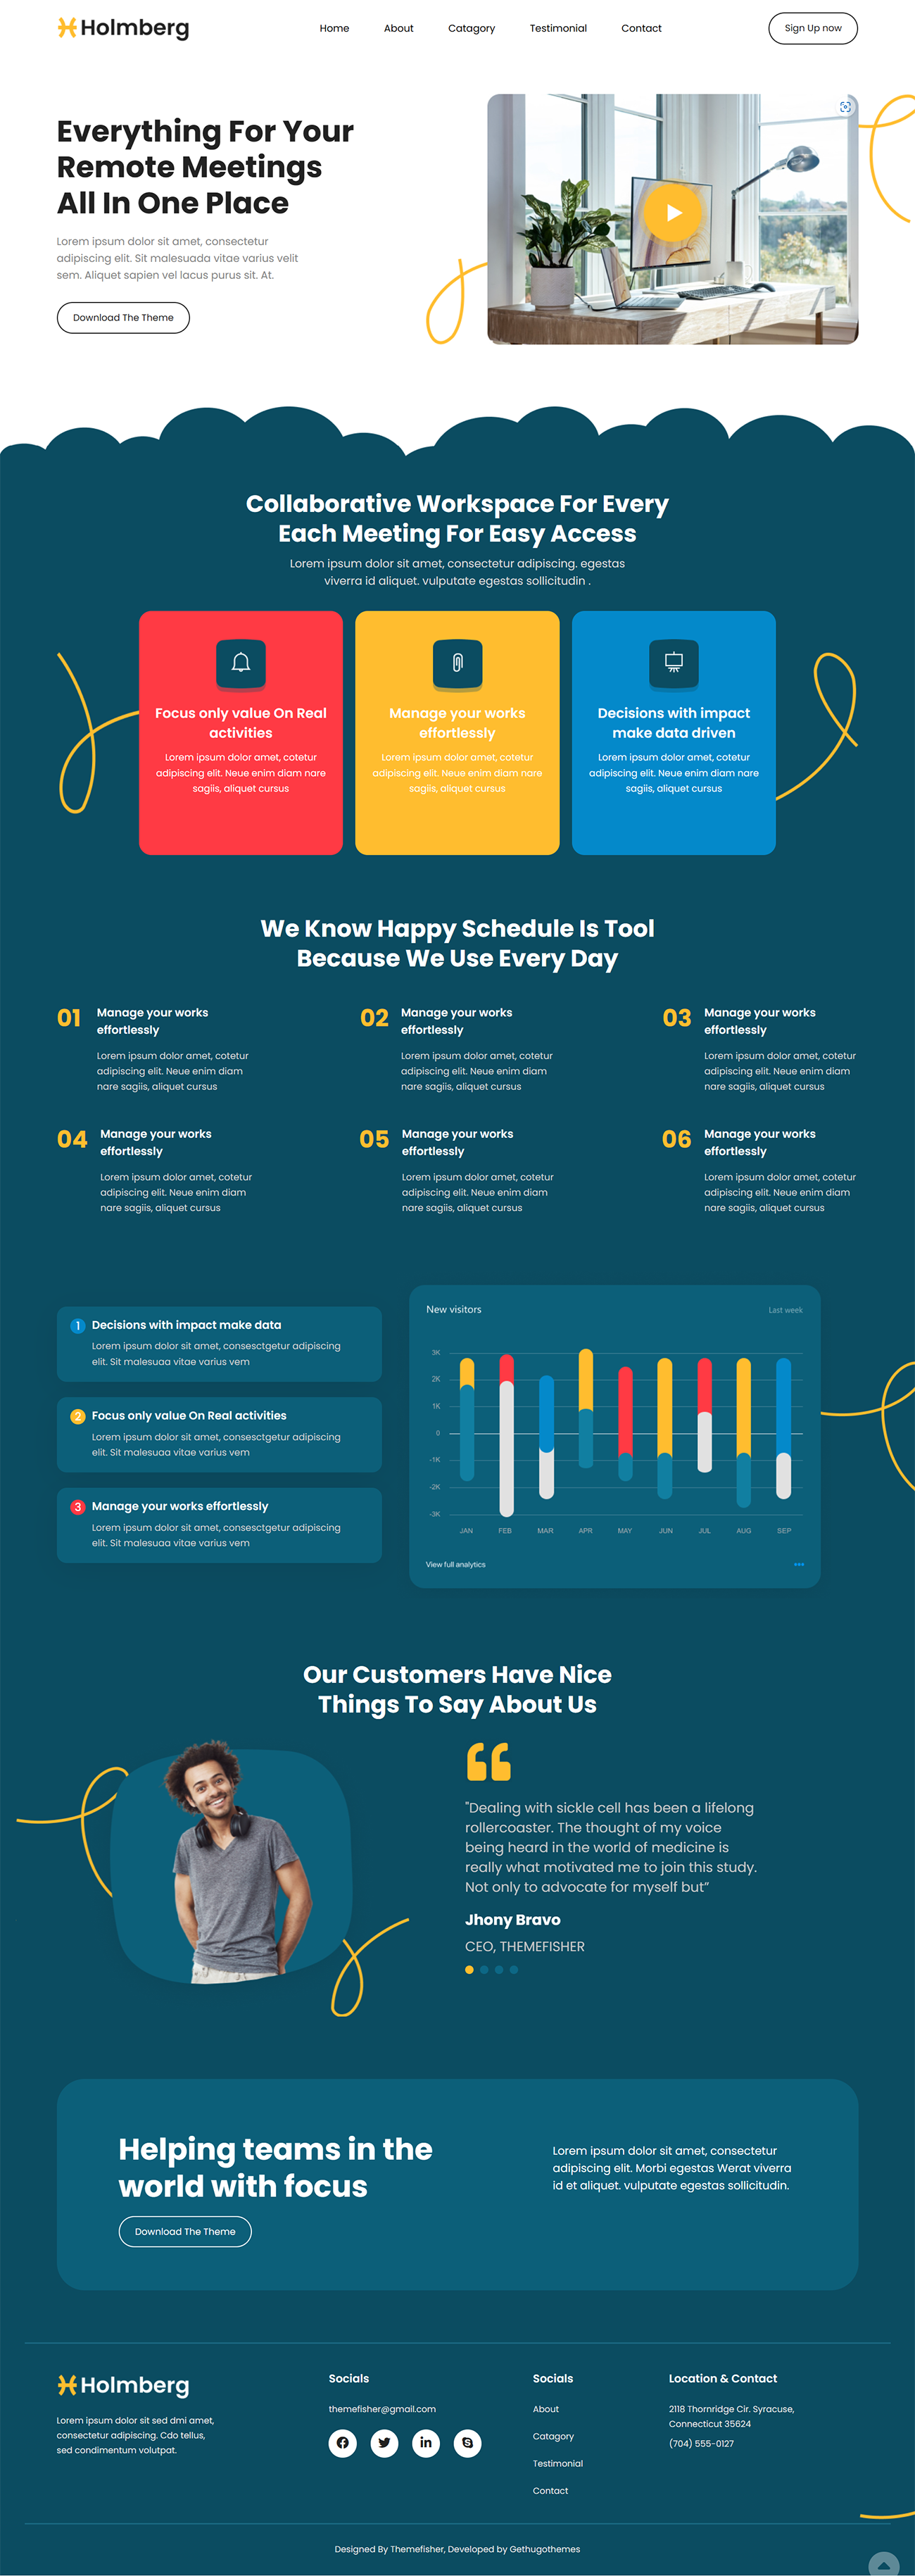 Holmberg
Home
About
Catagory
Testimonial
Contact
Sign Up now
Everything For Your
Remote Meetings
All In One Place
Lorem ipsum dolor sit amet, consectetur
adipiscing elit. Sit malesuada vitae varius velit
sem. Aliquet sapien vel lacus purus sit. At.
Download The Theme
Collaborative Workspace For Every
Each Meeting For Easy Access
Lorem ipsum dolor sit amet, consectetur adipiscing. egestas
viverra id aliquet. vulputate egestas sollicitudin .
Focus only value On Real
activities
Lorem ipsum dolor amet, cotetur
adipiscing elit. Neue enim diam nare
sagiis, aliquet cursus
Manage your works
effortlessly
Lorem ipsum dolor amet, cotetur
adipiscing elit. Neue enim diam nare
sagiis, aliquet cursus
Decisions with impact
make data driven
Lorem ipsum dolor amet, cotetur
adipiscing elit. Neue enim diam nare
sagiis, aliquet cursus
We Know Happy Schedule Is Tool
Because We Use Every Day
01
Manage your works
effortlessly
Lorem ipsum dolor amet, cotetur
adipiscing elit. Neue enim diam
nare sagiis, aliquet cursus
02
Manage your works
effortlessly
Lorem ipsum dolor amet, cotetur
adipiscing elit. Neue enim diam
nare sagiis, aliquet cursus
03
Manage your works
effortlessly
Lorem ipsum dolor amet, cotetur
adipiscing elit. Neue enim diam
nare sagiis, aliquet cursus
04
Manage your works
effortlessly
Lorem ipsum dolor amet, cotetur
adipiscing elit. Neue enim diam
nare sagiis, aliquet cursus
05
Manage your works
effortlessly
Lorem ipsum dolor amet, cotetur
adipiscing elit. Neue enim diam
nare sagiis, aliquet cursus
06
Manage your works
effortlessly
Lorem ipsum dolor amet, cotetur
adipiscing elit. Neue enim diam
nare sagiis, aliquet cursus
1 Decisions with impact make data
Lorem ipsum dolor sit amet, consesctgetur adipiscing
elit. Sit malesuaa vitae varius vem
2 Focus only value On Real activities
Lorem ipsum dolor sit amet, consesctgetur adipiscing
elit. Sit malesuaa vitae varius vem
3 Manage your works effortlessly
Lorem ipsum dolor sit amet, consesctgetur adipiscing
elit. Sit malesuaa vitae varius vem
New visitors
Last week
3K
2K
1K
0
-1K
-2K
-3K
JAN FEB MAR APR MAY JUN JUL AUG SEP
View full analytics
Our Customers Have Nice
Things To Say About Us
"Dealing with sickle cell has been a lifelong
rollercoaster. The thought of my voice
being heard in the world of medicine is
really what motivated me to join this study.
Not only to advocate for myself but”
Jhony Bravo
CEO, THEMEFISHER
Helping teams in the
world with focus
Download The Theme
Lorem ipsum dolor sit amet, consectetur
adipiscing elit. Morbi egestas Werat viverra
id et aliquet. vulputate egestas sollicitudin.
Holmberg
Lorem ipsum dolor sit sed dmi amet,
consectetur adipiscing. Cdo tellus,
sed condimentum volutpat.
Socials
themefisher@gmail.com
Socials
About
Catagory
Testimonial
Contact
Location & Contact
2118 Thornridge Cir. Syracuse,
Connecticut 35624
(704) 555-0127
Designed By Themefisher, Developed by Gethugothemes